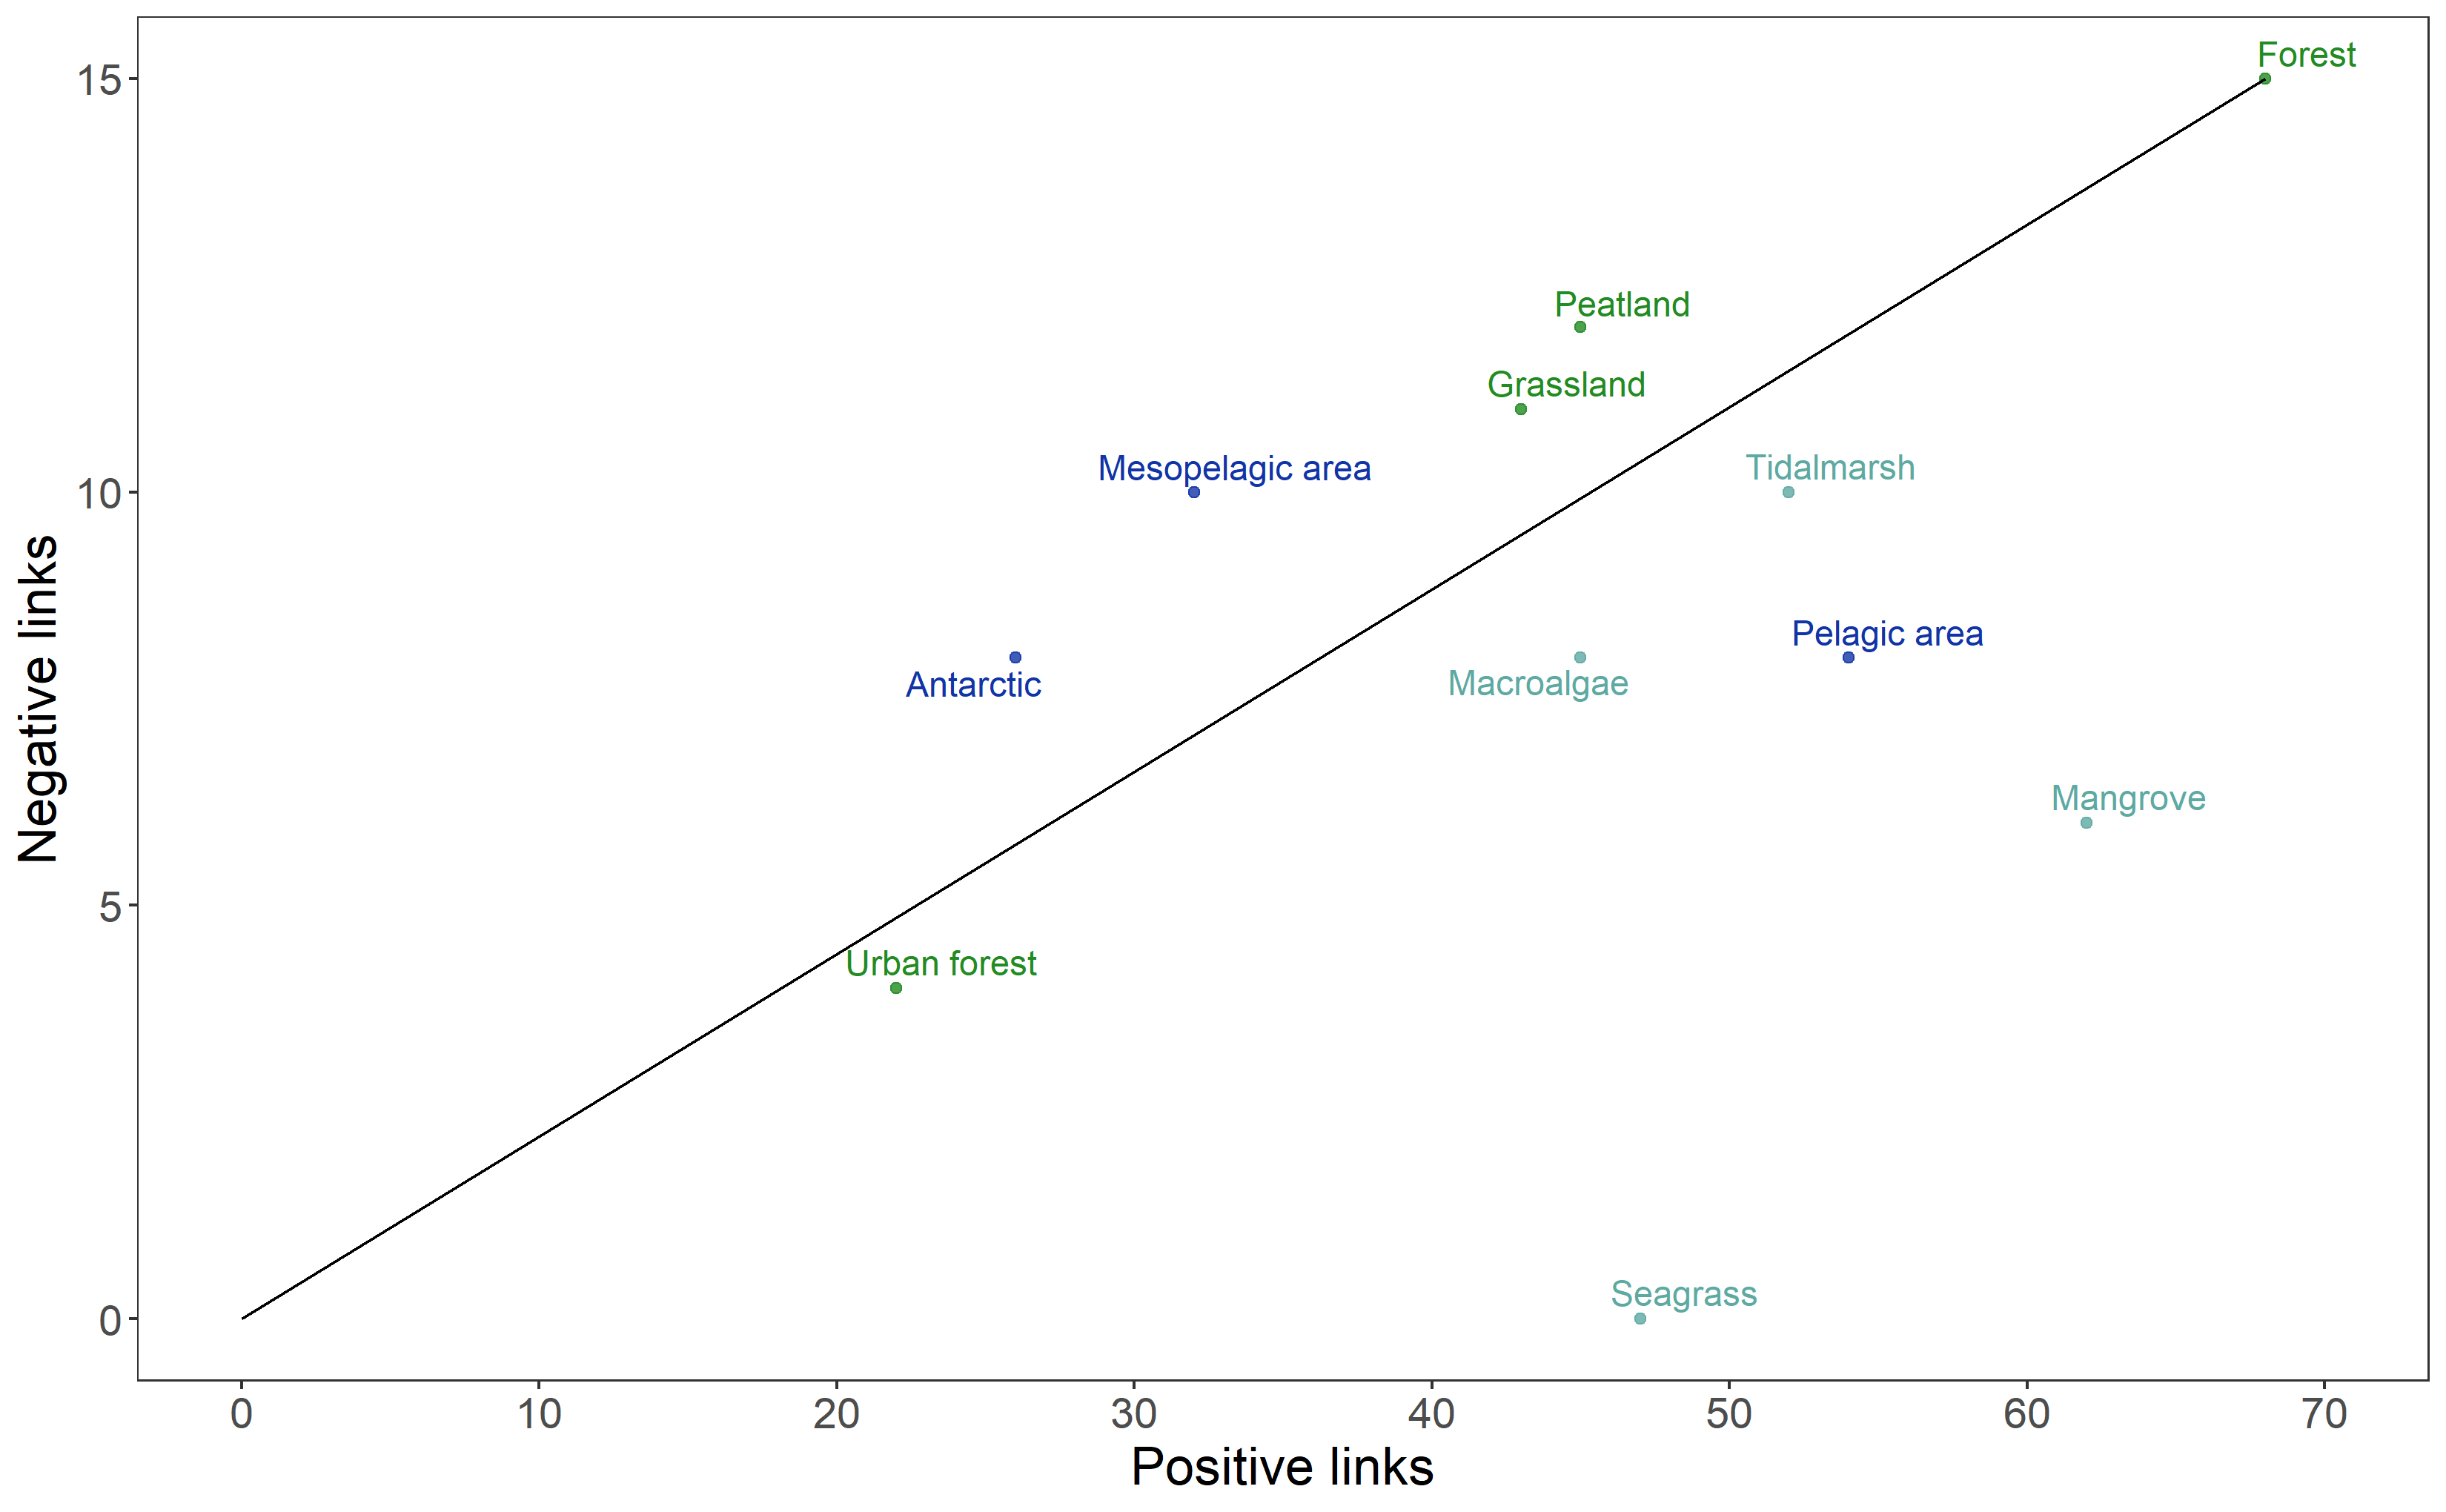 Forest
15
Peatland
Grassland
Mesopelagic area
Tidalmarsh
10
Pelagic area
Antarctic
Macroalgae
Negative links
Mangrove
5
Urban forest
Seagrass
0
0 10 20 30 40 50 60 70
Positive links